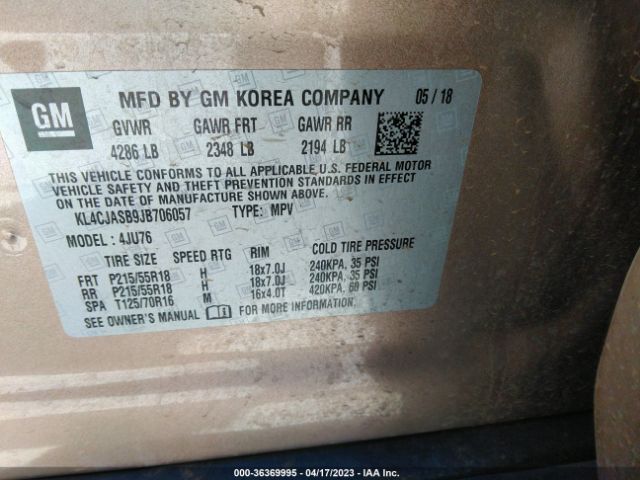 GM
MFD BY GM KOREA COMPANY 05 / 18
GVWR GAWR FRT GAWR RR
4286 LB 2348 LB 2194 LB
THIS VEHICLE CONFORMS TO ALL APPLICABLE U.S. FEDERAL MOTOR
VEHICLE SAFETY AND THEFT PREVENTION STANDARDS IN EFFECT
ON THE DATE OF MANUFACTURE SHOWN ABOVE.
KL4CJASB9JB706057 TYPE: MPV
MODEL : 4JU76
TIRE SIZE SPEED RTG RIM COLD TIRE PRESSURE
FRT P215/55R18 H 18x7.0J 240KPA, 35 PSI
RR P215/55R18 H 18x7.0J 240KPA, 35 PSI
SPA T125/70R16 M 16x4.0T 420KPA, 60 PSI
SEE OWNER'S MANUAL FOR MORE INFORMATION
000-36369995 - 04/17/2023 - IAA Inc.